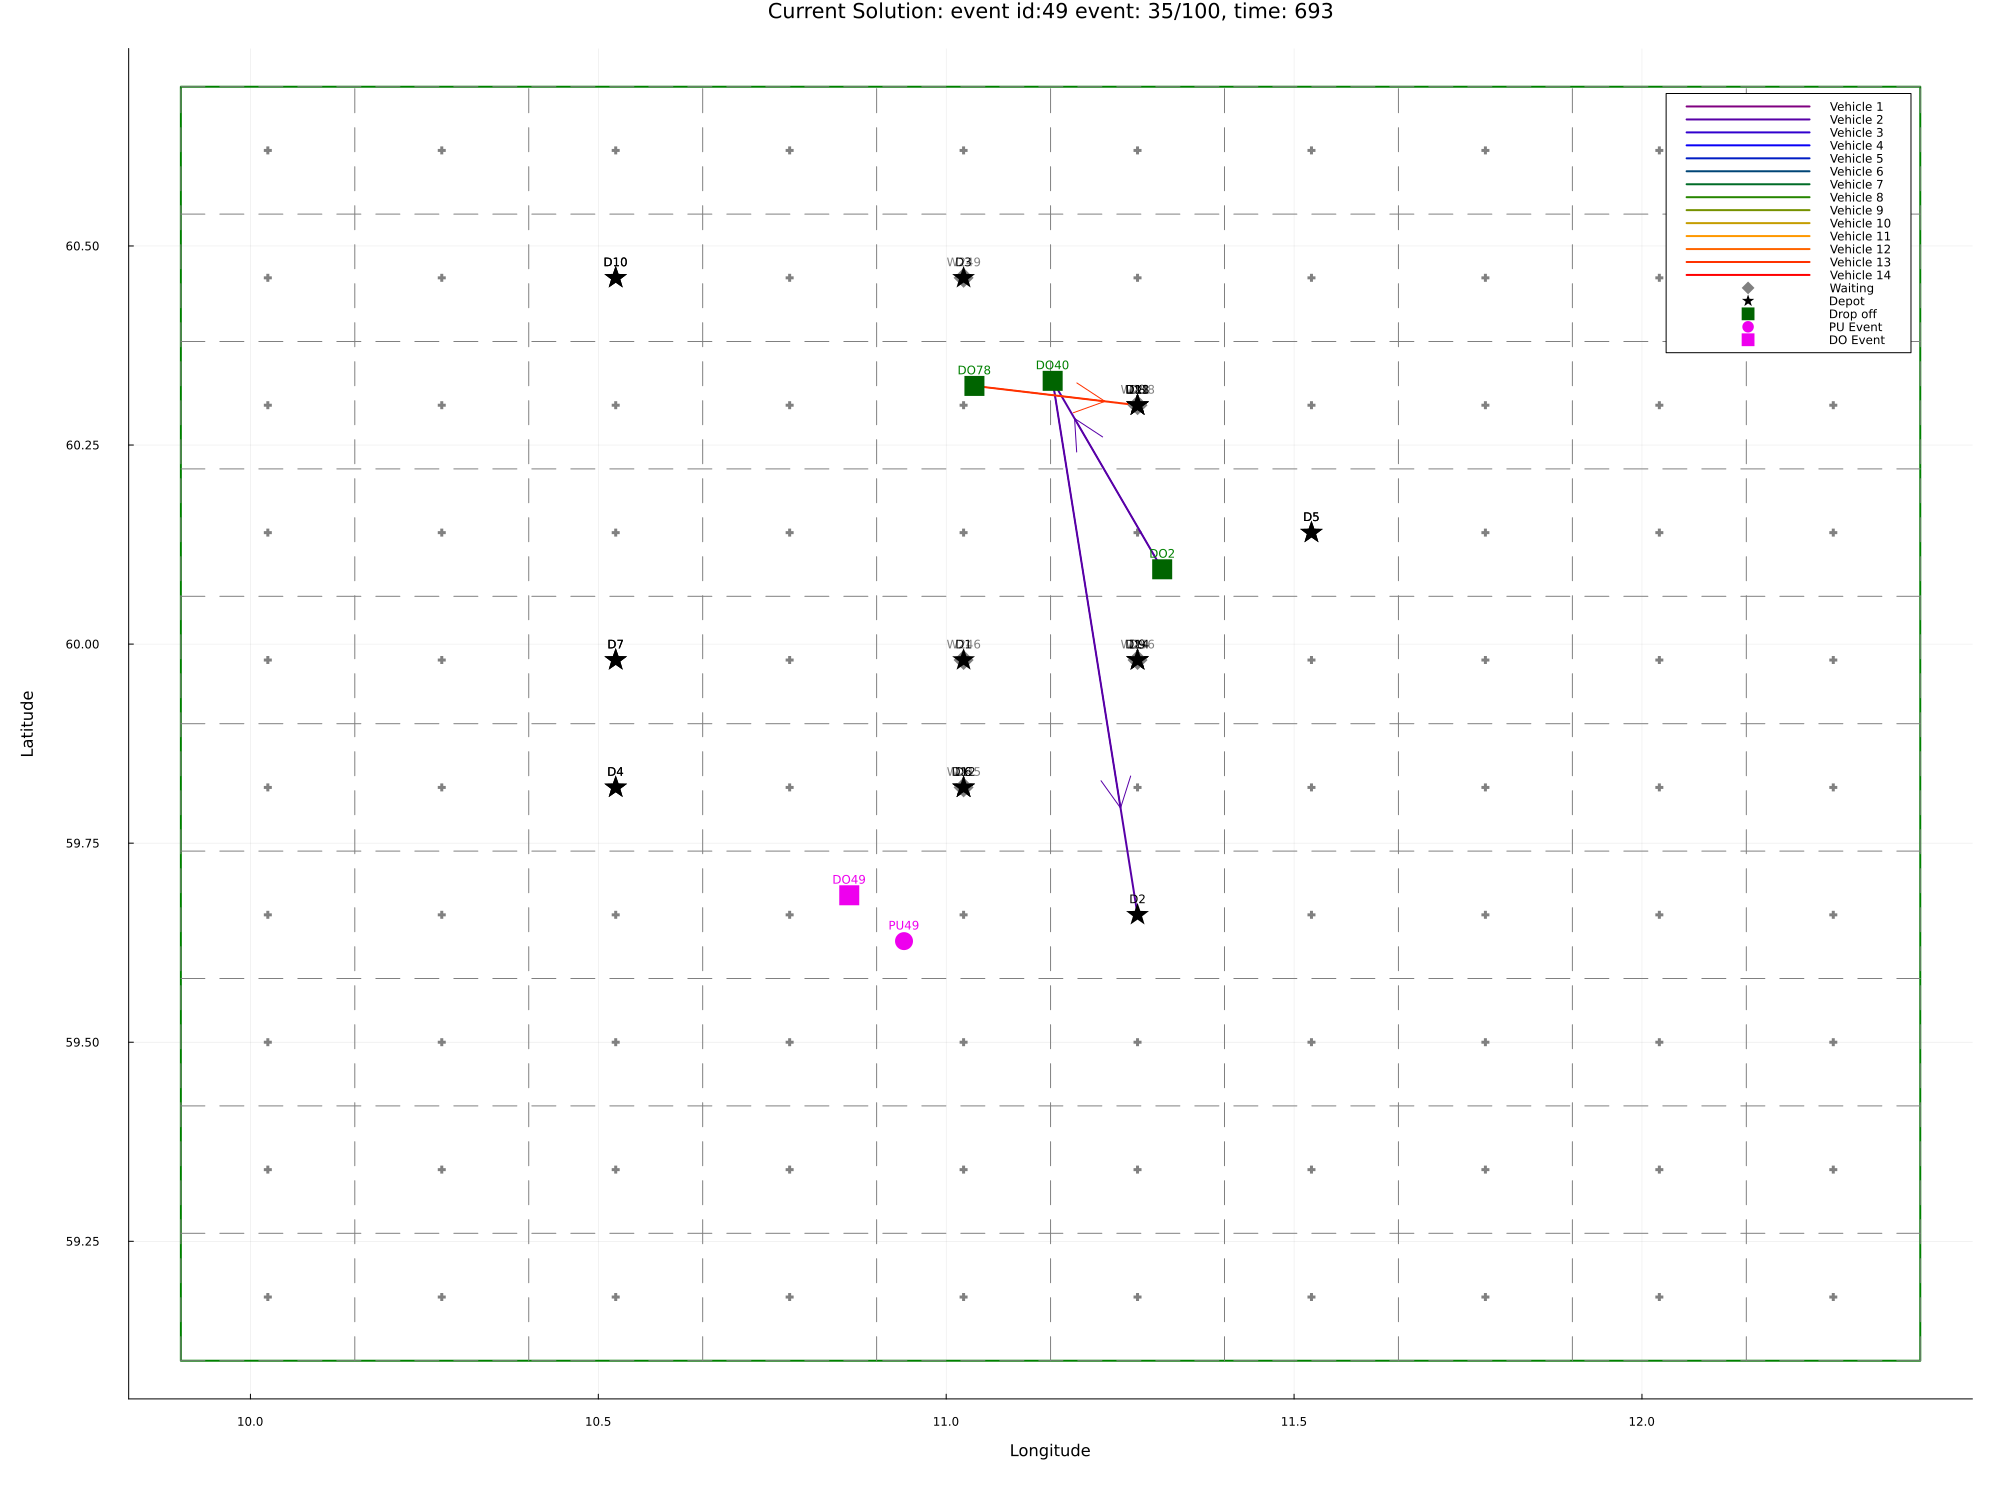 Current Solution: event id:49 event: 35/100, time: 693
Vehicle 1
Vehicle 2
Vehicle 3
Vehicle 4
Vehicle 5
Vehicle 6
Vehicle 7
Vehicle 8
Vehicle 9
Vehicle 10
Vehicle 11
Vehicle 12
Vehicle 13
Vehicle 14
Waiting
Depot
Drop off
PU Event
DO Event
60.50
60.25
60.00
59.75
59.50
59.25
Latitude
D10
D3
DO78
DO40
D5
DO2
D7
D1
D4
DO49
D2
PU49
10.0
10.5
11.0
11.5
12.0
Longitude